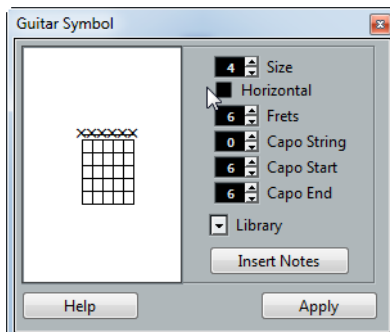 Guitar Symbol
4 Size
Horizontal
6 Frets
0 Capo String
6 Capo Start
6 Capo End
Library
Insert Notes
Help Apply